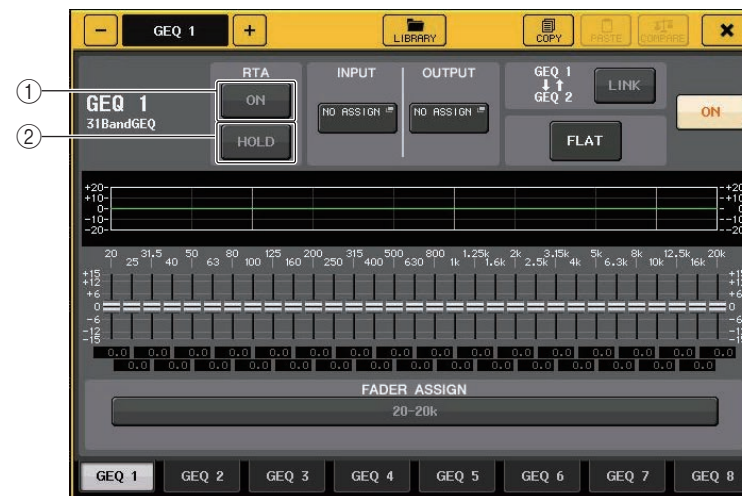 GEQ 1
LIBRARY
COPY
PASTE
COMPARE
1
2
GEQ 1
31BandGEQ
RTA
ON
HOLD
INPUT
NO ASSIGN
OUTPUT
NO ASSIGN
GEQ 1
GEQ 2
LINK
FLAT
ON
+20 +20
+10 +10
0 0
-10 -10
-20 -20
20 31.5 50 80 125 200 315 500 800 1.25k 2k 3.15k 5k 8k 12.5k 20k
25 40 63 100 160 250 400 630 1k 1.6k 2.5k 4k 6.3k 10k 16k
+15
+12
+6
0
-6
-12
-15
0.0 0.0 0.0 0.0 0.0 0.0 0.0 0.0 0.0 0.0 0.0 0.0 0.0 0.0 0.0 0.0
0.0 0.0 0.0 0.0 0.0 0.0 0.0 0.0 0.0 0.0 0.0 0.0 0.0 0.0 0.0
FADER ASSIGN
20-20k
GEQ 1 GEQ 2 GEQ 3 GEQ 4 GEQ 5 GEQ 6 GEQ 7 GEQ 8